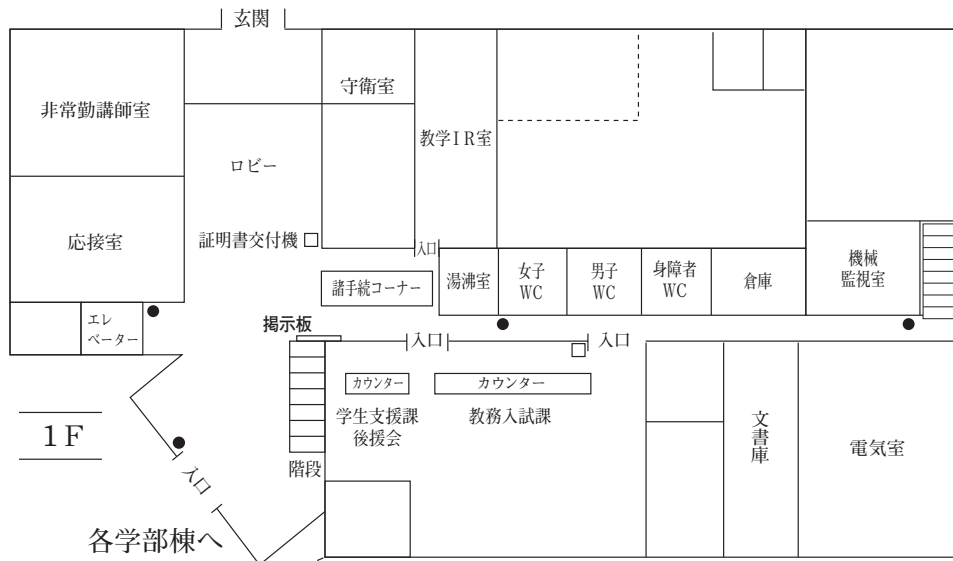 玄関
守衛室
非常勤講師室
教学IR室
ロビー
応接室
証明書交付機
入口
機械
監視室
湯沸室
女子
WC
男子
WC
身障者
WC
倉庫
諸手続コーナー
エレ
ベーター
掲示板
入口
入口
カウンター
カウンター
学生支援課
後援会
教務入試課
文書庫
電気室
1F
階段
入口
各学部棟へ